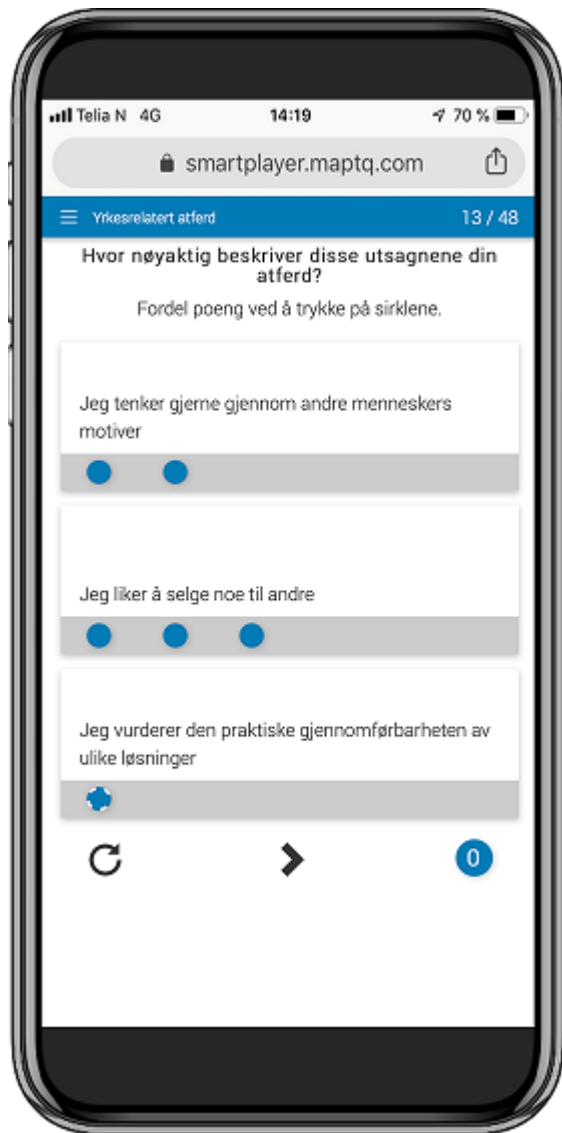 Telia N 4G 14:19 70 %
smartplayer.maptq.com
Yrkesrelatert atferd 13 / 48
Hvor nøyaktig beskriver disse utsagnene din
atferd?
Fordel poeng ved å trykke på sirklene.
Jeg tenker gjerne gjennom andre menneskers
motiver
Jeg liker å selge noe til andre
Jeg vurderer den praktiske gjennomførbarheten av
ulike løsninger
0